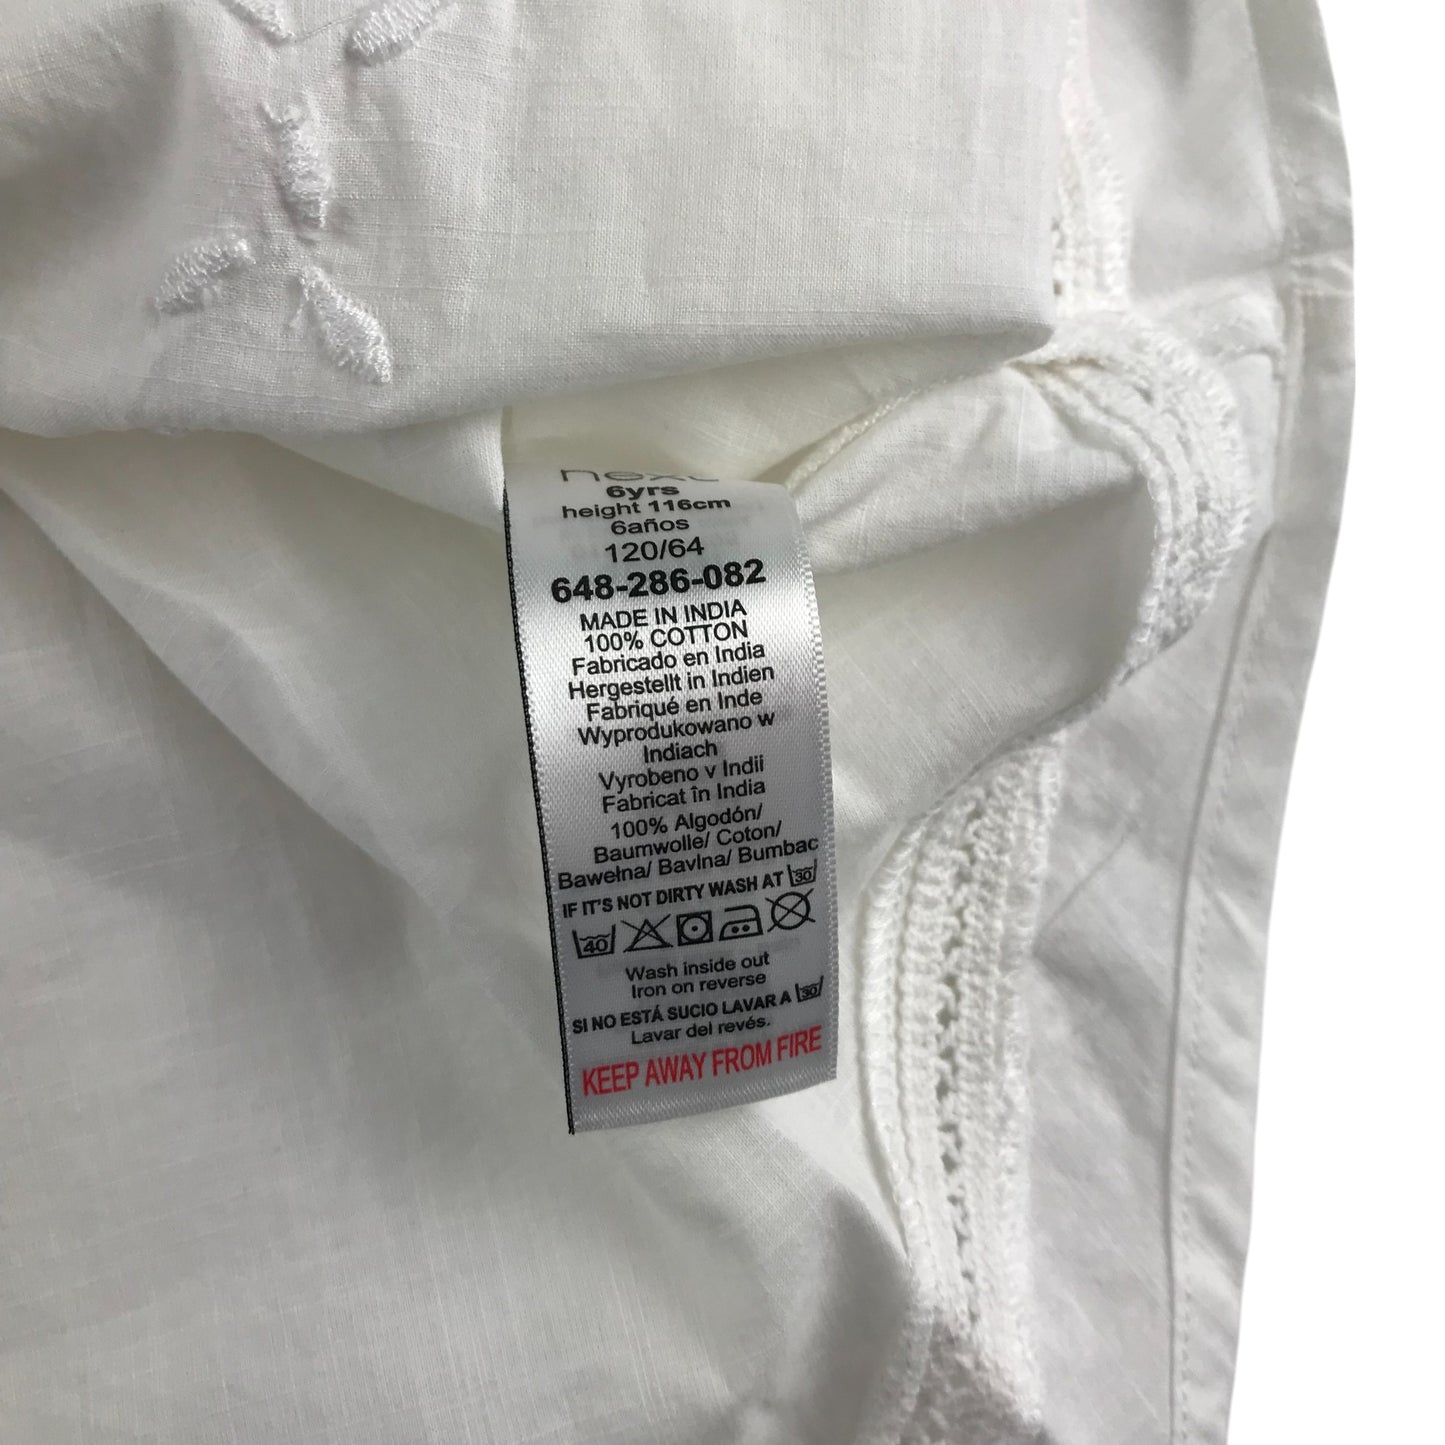 next
6yrs
height 116cm
6años
120/64
648-286-082
MADE IN INDIA
100% COTTON
Fabricado en India
Hergestellt in Indien
Fabriqué en Inde
Wyprodukowano w
Indiach
Vyrobeno v Indii
Fabricat în India
100% Algodón/
Baumwolle/ Coton/
Bawełna/ Bavlna/ Bumbac
IF IT'S NOT DIRTY WASH AT 30
40
Wash inside out
Iron on reverse
SI NO ESTÁ SUCIO LAVAR A 30
Lavar del revés.
KEEP AWAY FROM FIRE